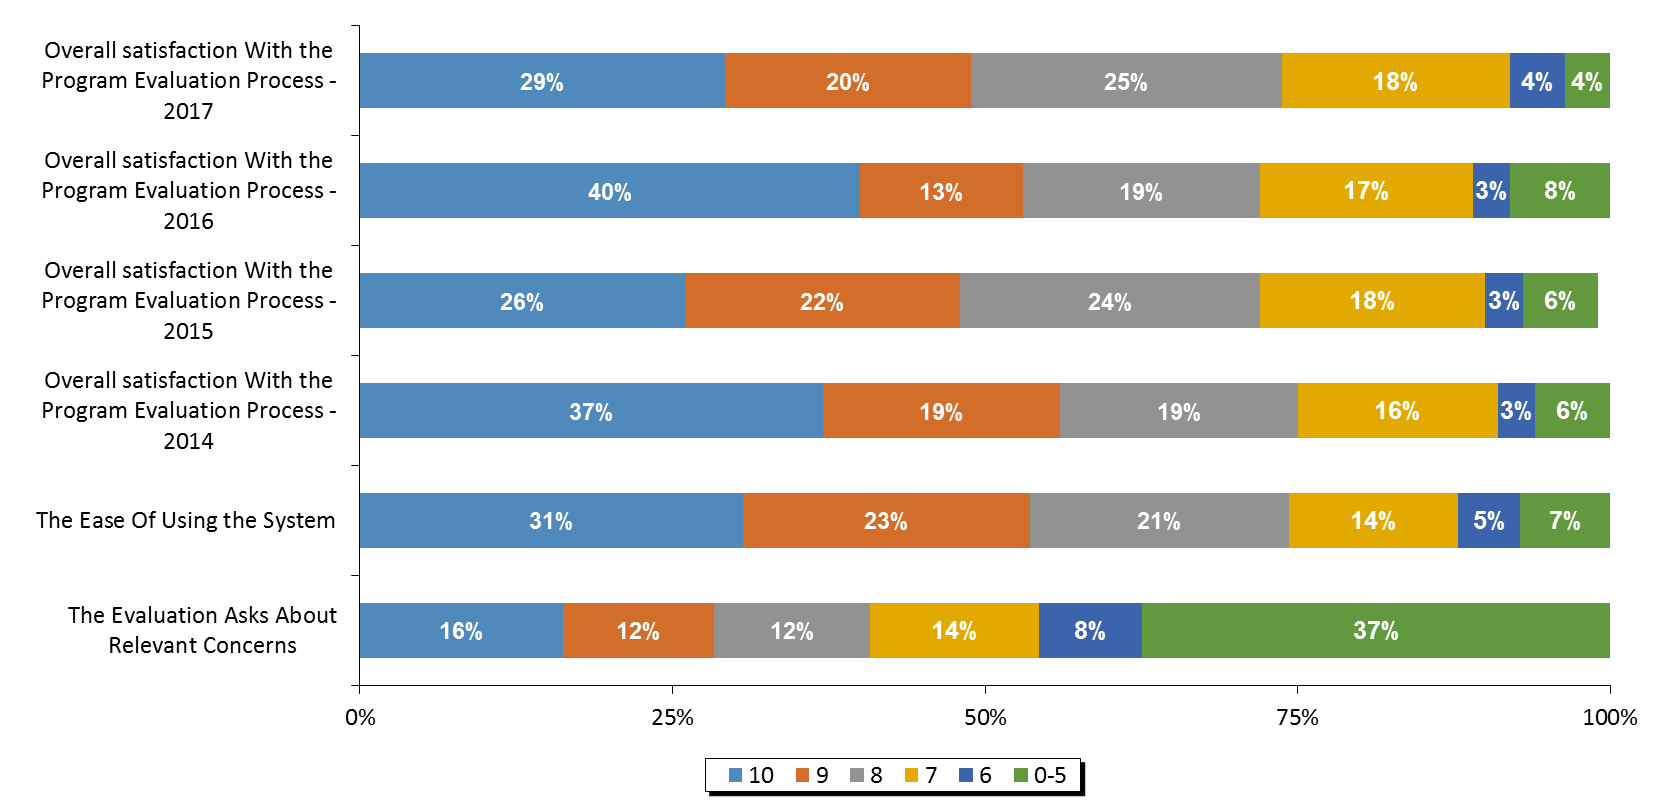 Overall satisfaction With the
Program Evaluation Process -
2017
29% 20% 25% 18% 4% 4%
Overall satisfaction With the
Program Evaluation Process -
2016
40% 13% 19% 17% 3% 8%
Overall satisfaction With the
Program Evaluation Process -
2015
26% 22% 24% 18% 3% 6%
Overall satisfaction With the
Program Evaluation Process -
2014
37% 19% 19% 16% 3% 6%
The Ease Of Using the System
31% 23% 21% 14% 5% 7%
The Evaluation Asks About
Relevant Concerns
16% 12% 12% 14% 8% 37%
0% 25% 50% 75% 100%
10 9 8 7 6 0-5